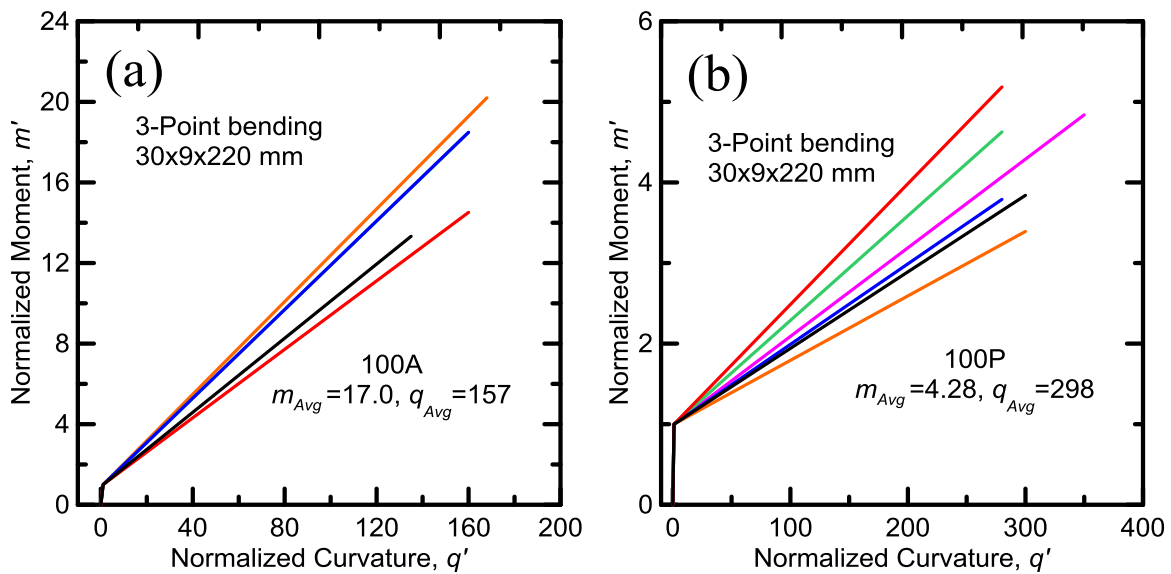 (a)
3-Point bending
30x9x220 mm
100A
m_Avg=17.0, q_Avg=157
Normalized Moment, m'
24
20
16
12
8
4
0
0 40 80 120 160 200
Normalized Curvature, q'
(b)
3-Point bending
30x9x220 mm
100P
m_Avg=4.28, q_Avg=298
Normalized Moment, m'
6
4
2
0
0 100 200 300 400
Normalized Curvature, q'